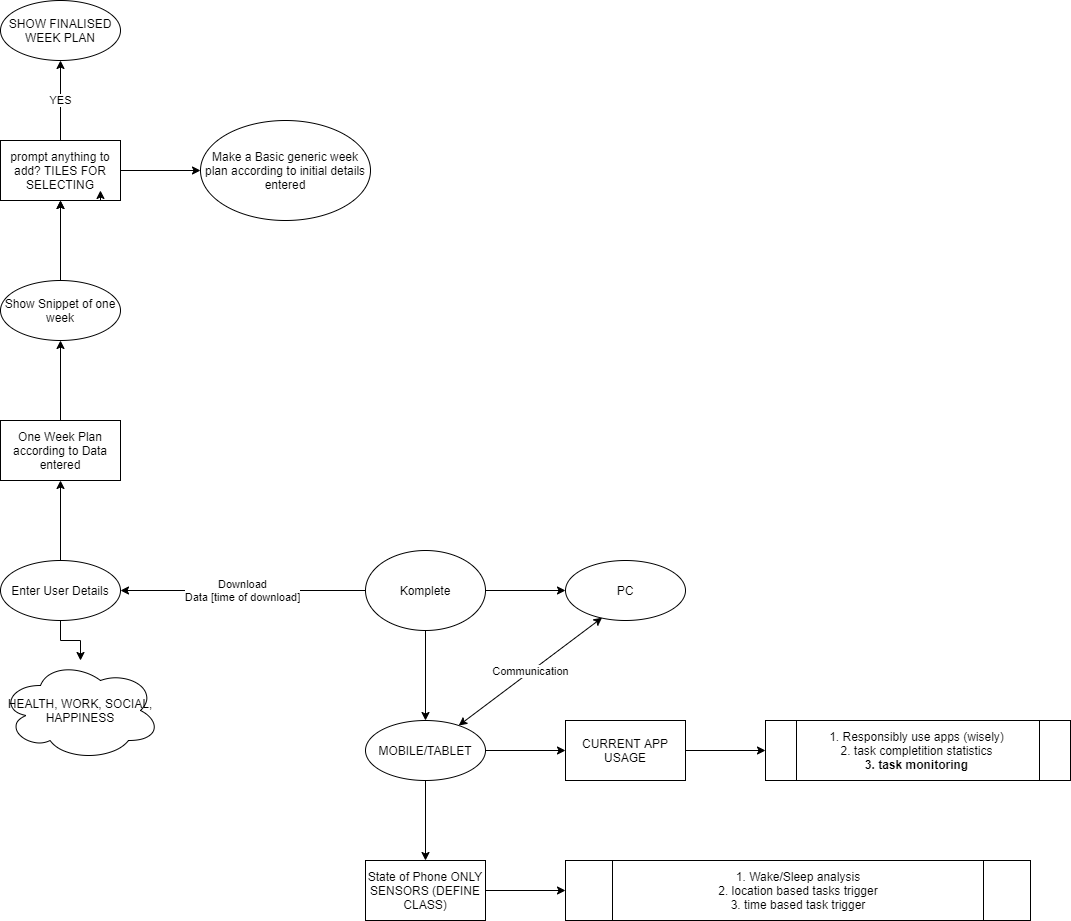 SHOW FINALISED
WEEK PLAN
YES
prompt anything to
add? TILES FOR
SELECTING
Make a Basic generic week
plan according to initial details
entered
Show Snippet of one
week
One Week Plan
according to Data
entered
Enter User Details
Download
Data [time of download]
Komplete
PC
HEALTH, WORK, SOCIAL,
HAPPINESS
Communication
MOBILE/TABLET
CURRENT APP
USAGE
1. Responsibly use apps (wisely)
2. task completition statistics
3. task monitoring
State of Phone ONLY
SENSORS (DEFINE
CLASS)
1. Wake/Sleep analysis
2. location based tasks trigger
3. time based task trigger